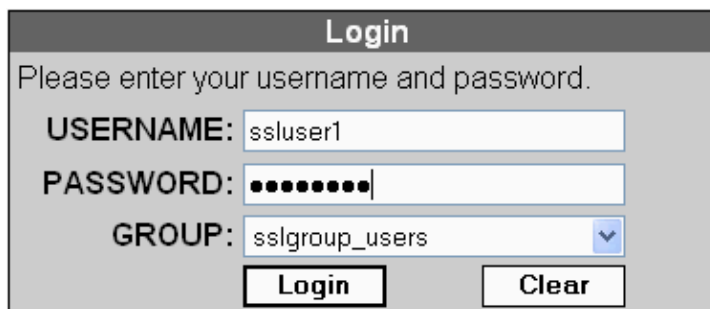 Login
Please enter your username and password.
USERNAME: ssluser1
PASSWORD: ●●●●●●●●
GROUP: sslgroup_users
Login Clear